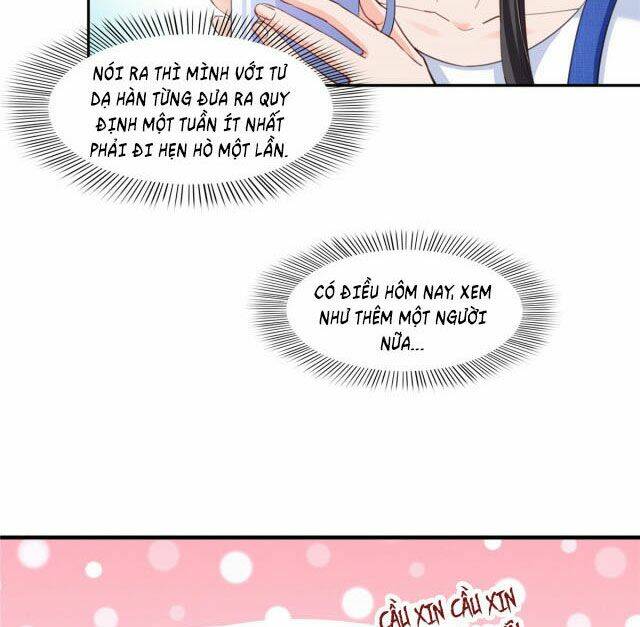 NÓI RA THÌ MÌNH VỚI TƯ
DẠ HÀN TỪNG ĐƯA RA QUY
ĐỊNH MỘT TUẦN ÍT NHẤT
PHẢI ĐI HẸN HÒ MỘT LẦN.
CÓ ĐIỀU HÔM NAY, XEM
NHƯ THÊM MỘT NGƯỜI
NỮA...
CẦU XIN CẦU XIN